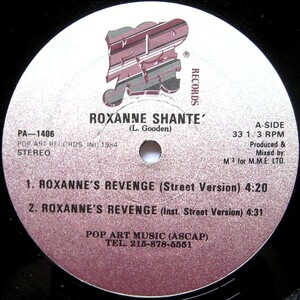 POP
ART
®
RECORDS
ROXANNE SHANTE´
(L. Gooden)
A-SIDE
PA—1406
33 1/3 RPM
POP ART RECORDS, INC. 1984
STEREO
Produced &
Mixed by
M³ for M.M.E. LTD.
1. ROXANNE'S REVENGE (Street Version) 4:20
2. ROXANNE'S REVENGE (Inst. Street Version) 4:31
POP ART MUSIC (ASCAP)
TEL. 215-878-5551